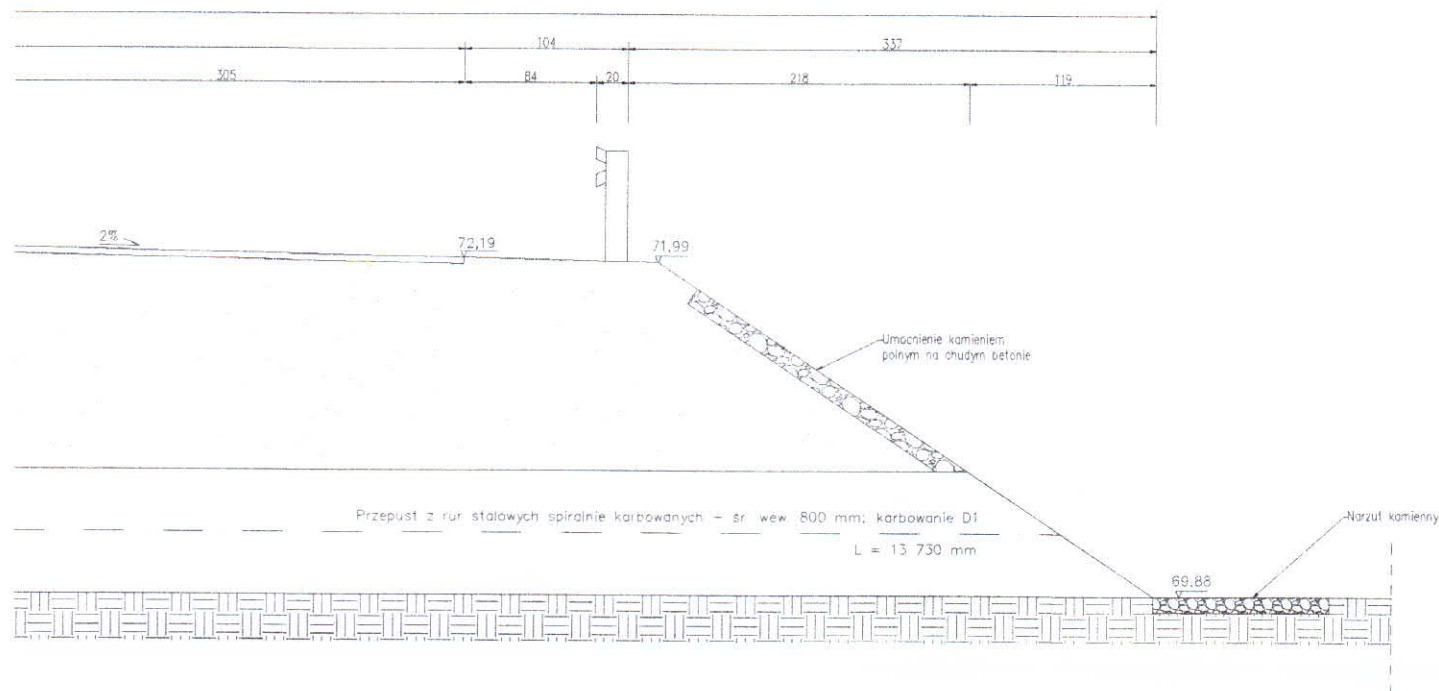 104 337
305 84 20 218 119
2% 72,19 71,99
Umocnienie kamieniem
polnym na chudym betonie
Przepust z rur stalowych spiralnie karbowanych - śr wew 800 mm; karbowanie D1
L = 13 730 mm
Narzut kamienny
69,88